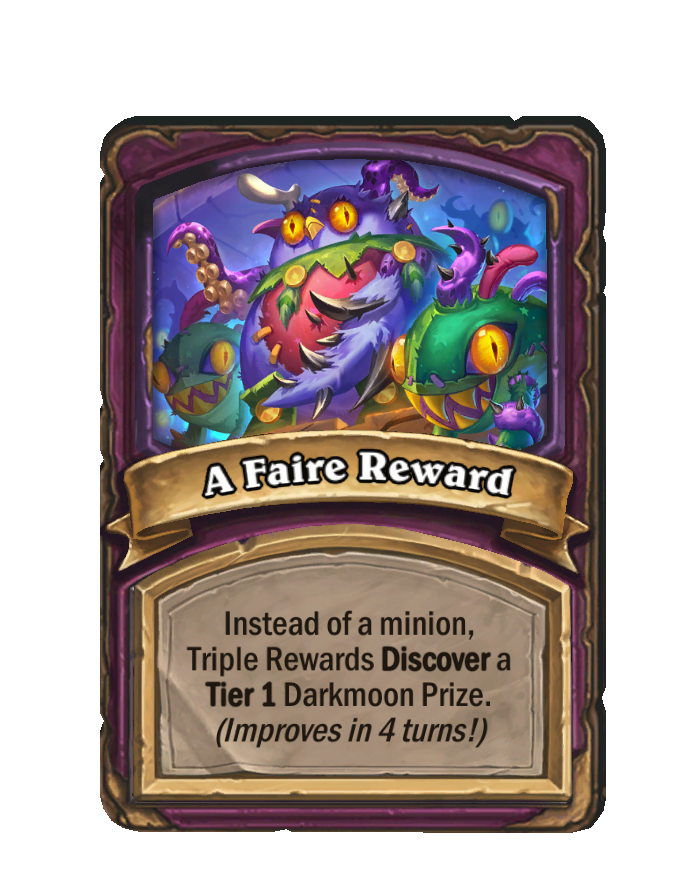 A Faire Reward
Instead of a minion,
Triple Rewards Discover a
Tier 1 Darkmoon Prize.
(Improves in 4 turns!)